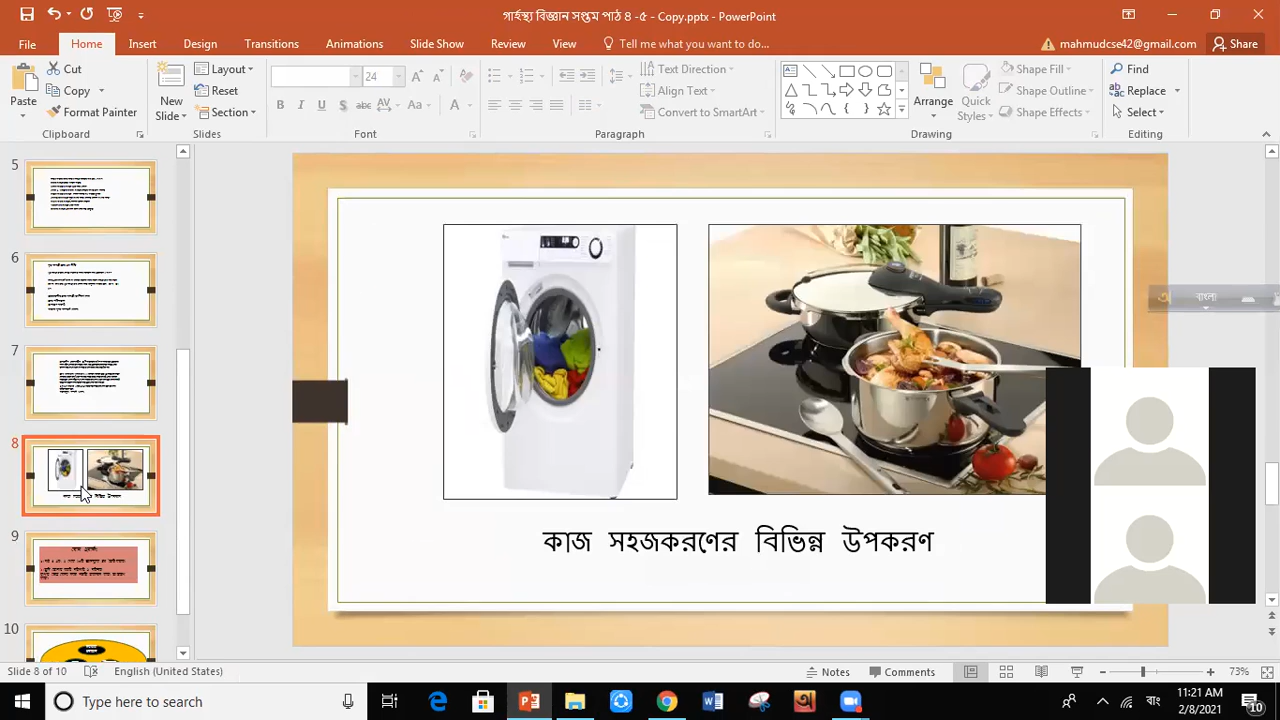 গার্হস্থ্য বিজ্ঞান সপ্তম পাঠ ৪ -৫ - Copy.pptx - PowerPoint
File Home Insert Design Transitions Animations Slide Show Review View Tell me what you want to do... mahmudcse42@gmail.com Share
Paste Cut Copy Format Painter
New Slide Layout Reset Section
24
B I U S abc AV Aa A
Text Direction Align Text Convert to SmartArt
Arrange Quick Styles Shape Fill Shape Outline Shape Effects
Find Replace Select
Clipboard Slides Font Paragraph Drawing Editing
5
6
7
8
9
10
বাংলা
কাজ সহজকরণের বিভিন্ন উপকরণ
Slide 8 of 10 English (United States) Notes Comments 73%
Type here to search
বাং 11:21 AM
2/8/2021
10